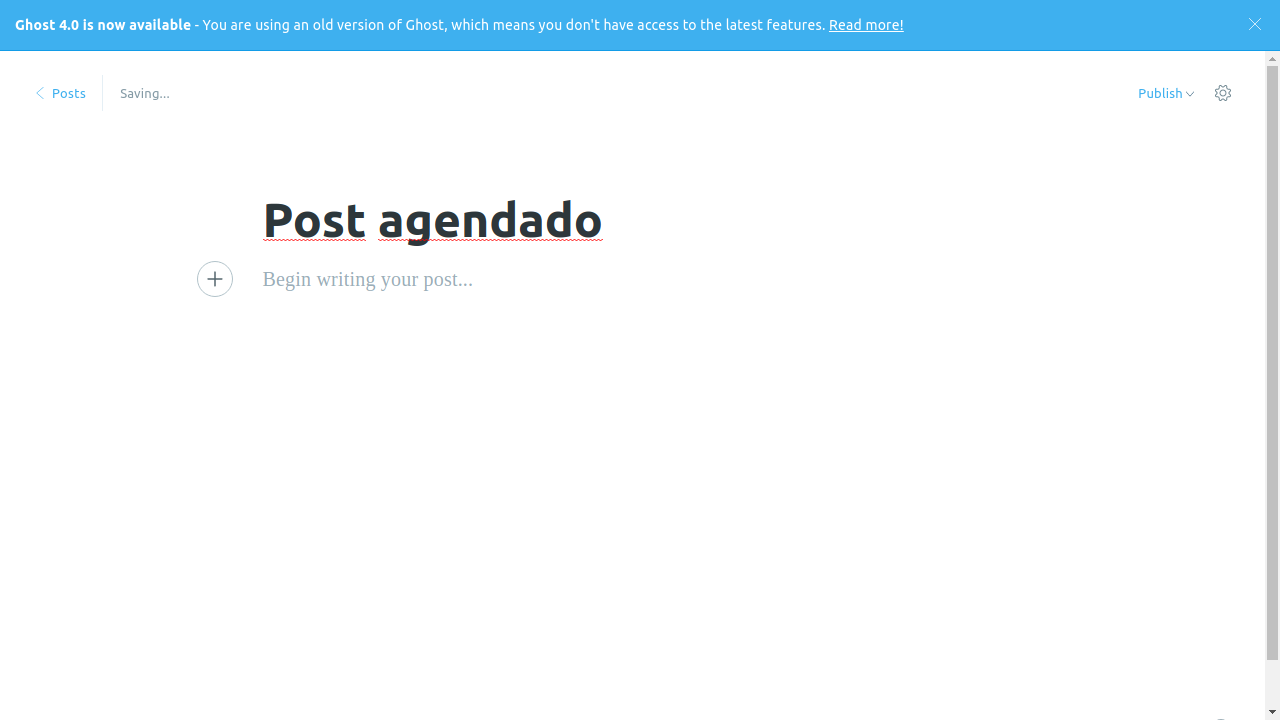 Ghost 4.0 is now available - You are using an old version of Ghost, which means you don't have access to the latest features. Read more!
Posts
Saving...
Publish
Post agendado
Begin writing your post...